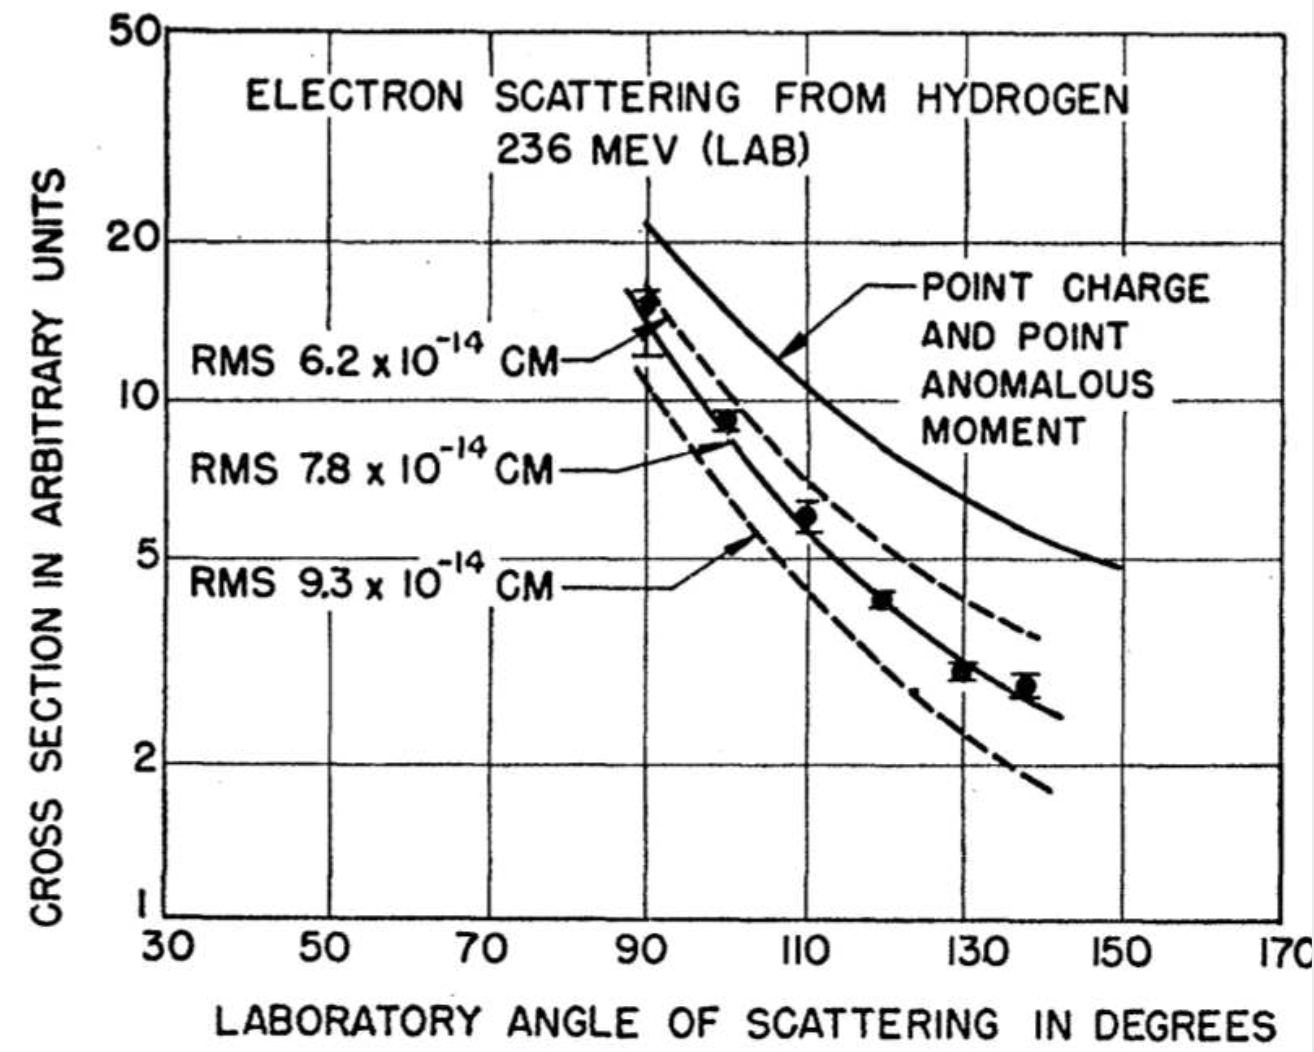 50
ELECTRON SCATTERING FROM HYDROGEN
236 MEV (LAB)
20
POINT CHARGE
AND POINT
ANOMALOUS
MOMENT
RMS 6.2 x 10^-14 CM
10
RMS 7.8 x 10^-14 CM
5
RMS 9.3 x 10^-14 CM
2
1
30 50 70 90 110 130 150 170
LABORATORY ANGLE OF SCATTERING IN DEGREES
CROSS SECTION IN ARBITRARY UNITS